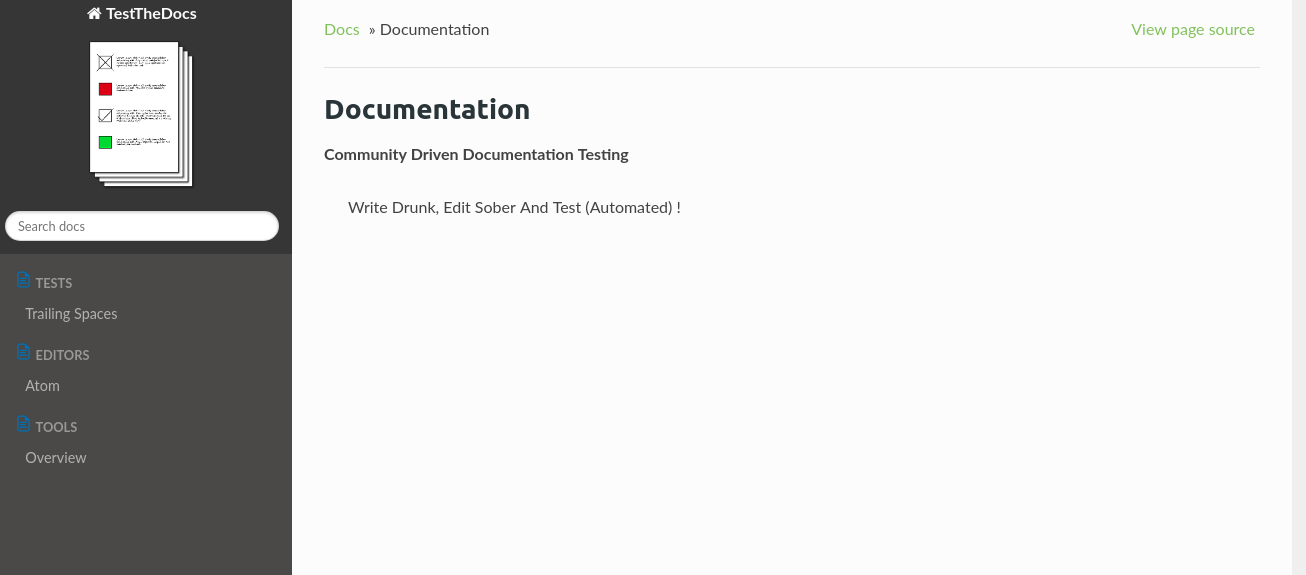 TestTheDocs
Search docs
TESTS
Trailing Spaces
EDITORS
Atom
TOOLS
Overview
Docs » Documentation
View page source
Documentation
Community Driven Documentation Testing
Write Drunk, Edit Sober And Test (Automated) !